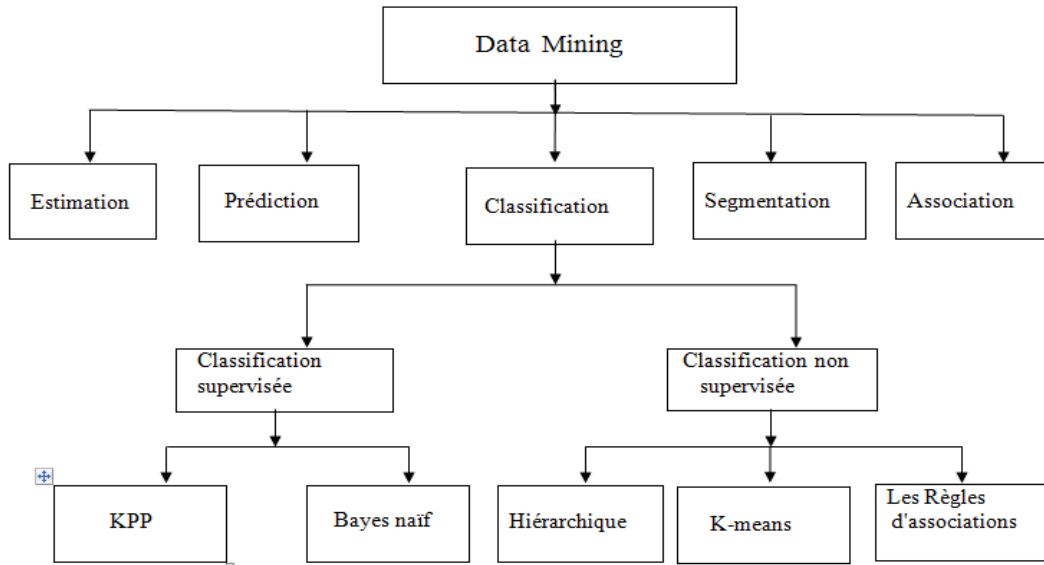 Data Mining
Estimation
Prédiction
Classification
Segmentation
Association
Classification
supervisée
Classification non
supervisée
KPP
Bayes naïf
Hiérarchique
K-means
Les Règles
d'associations